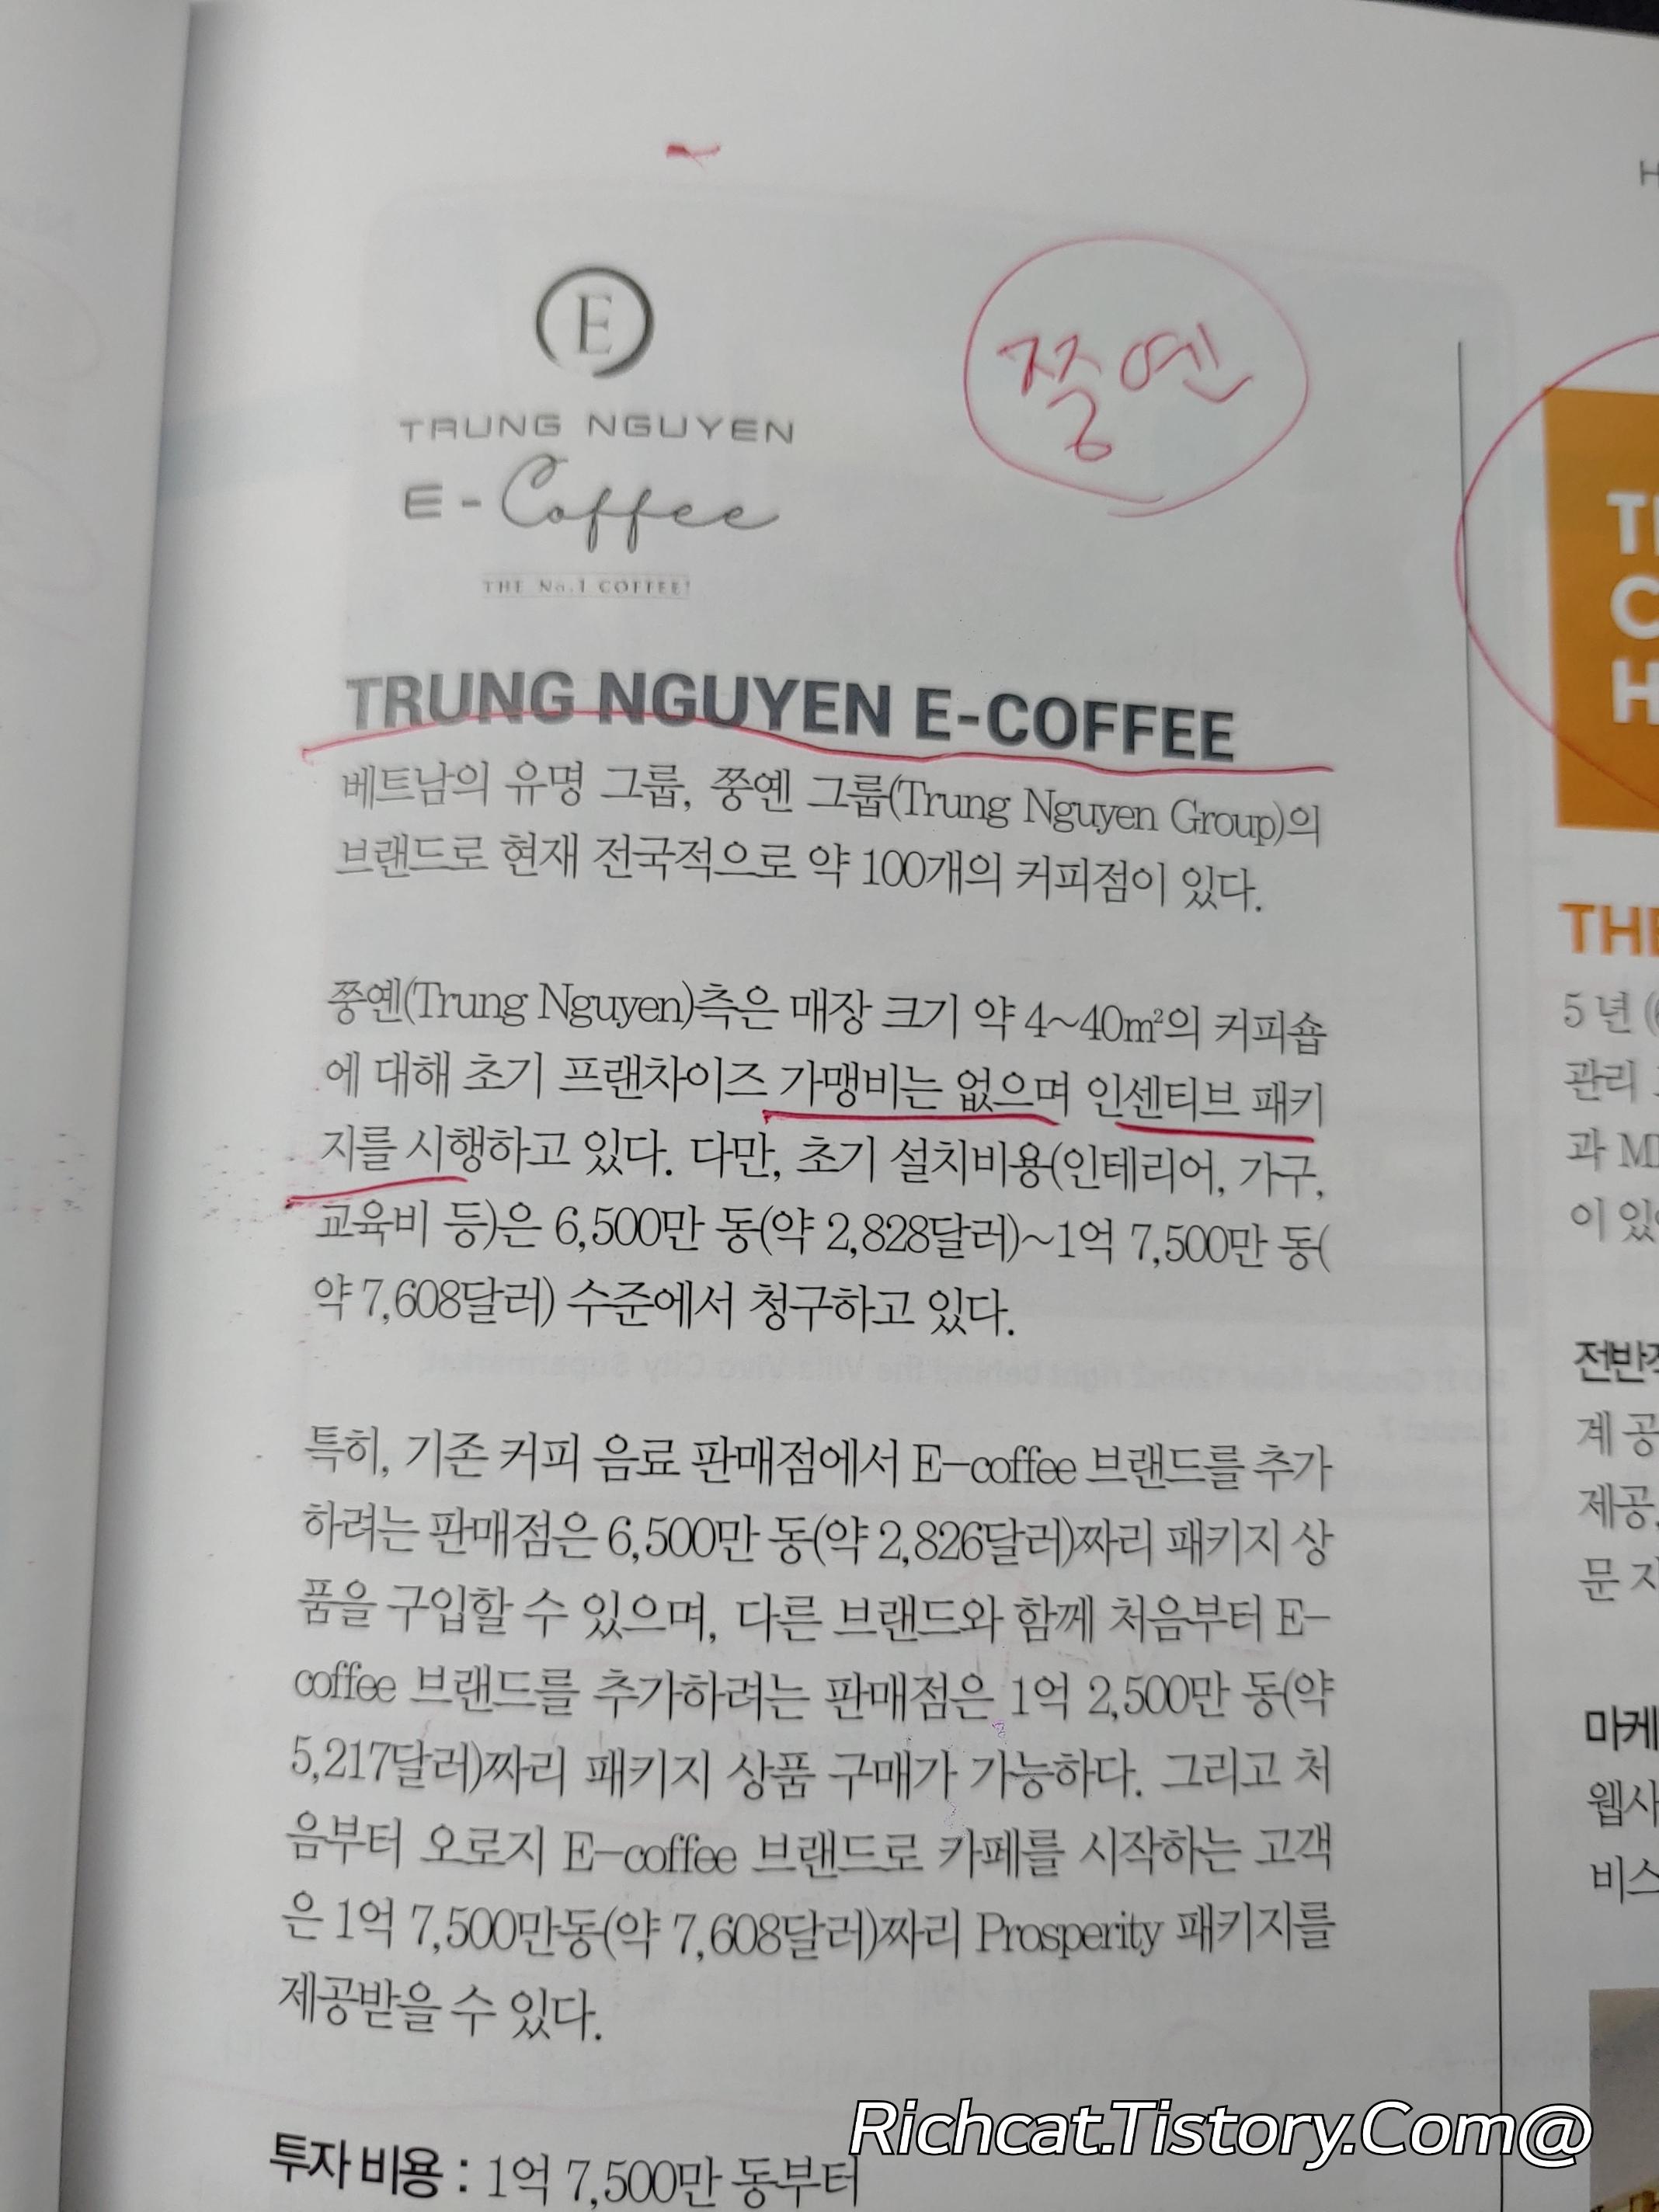 E
TRUNG NGUYEN
E-Coffee
THE No.1 COFFEE!
쭝옌
TRUNG NGUYEN E-COFFEE
베트남의 유명 그룹, 쭝옌 그룹(Trung Nguyen Group)의
브랜드로 현재 전국적으로 약 100개의 커피점이 있다.
쭝옌(Trung Nguyen)측은 매장 크기 약 4~40m²의 커피숍
에 대해 초기 프랜차이즈 가맹비는 없으며 인센티브 패키
지를 시행하고 있다. 다만, 초기 설치비용(인테리어, 가구,
교육비 등)은 6,500만 동(약 2,828달러)~1억 7,500만 동(
약 7,608달러) 수준에서 청구하고 있다.
특히, 기존 커피 음료 판매점에서 E-coffee 브랜드를 추가
하려는 판매점은 6,500만 동(약 2,826달러)짜리 패키지 상
품을 구입할 수 있으며, 다른 브랜드와 함께 처음부터 E-
coffee 브랜드를 추가하려는 판매점은 1억 2,500만 동(약
5,217달러)짜리 패키지 상품 구매가 가능하다. 그리고 처
음부터 오로지 E-coffee 브랜드로 카페를 시작하는 고객
은 1억 7,500만동(약 7,608달러)짜리 Prosperity 패키지를
제공받을 수 있다.
투자 비용 : 1억 7,500만 동부터
H
C
H
5년
관리
과
전반적
계 공
제공,
문
웹사
Richcat.Tistory.Com@